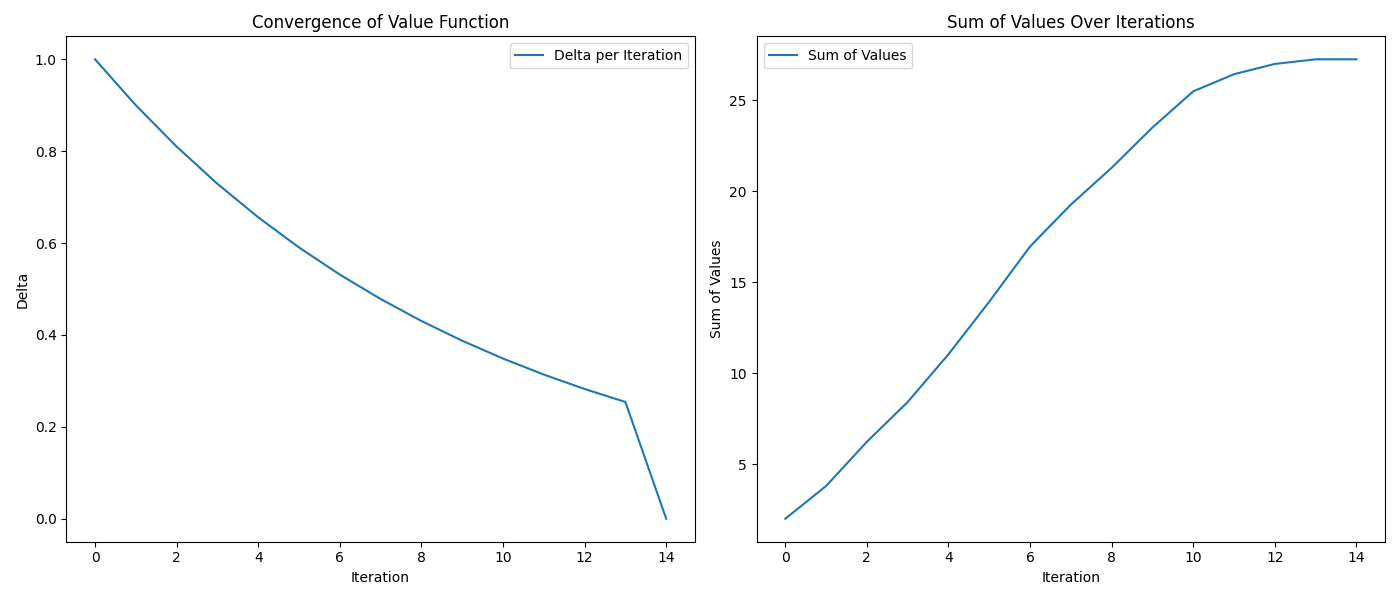 Convergence of Value Function
Delta per Iteration
1.0
0.8
0.6
0.4
0.2
0.0
Delta
0 2 4 6 8 10 12 14
Iteration
Sum of Values Over Iterations
Sum of Values
25
20
15
10
5
Sum of Values
0 2 4 6 8 10 12 14
Iteration